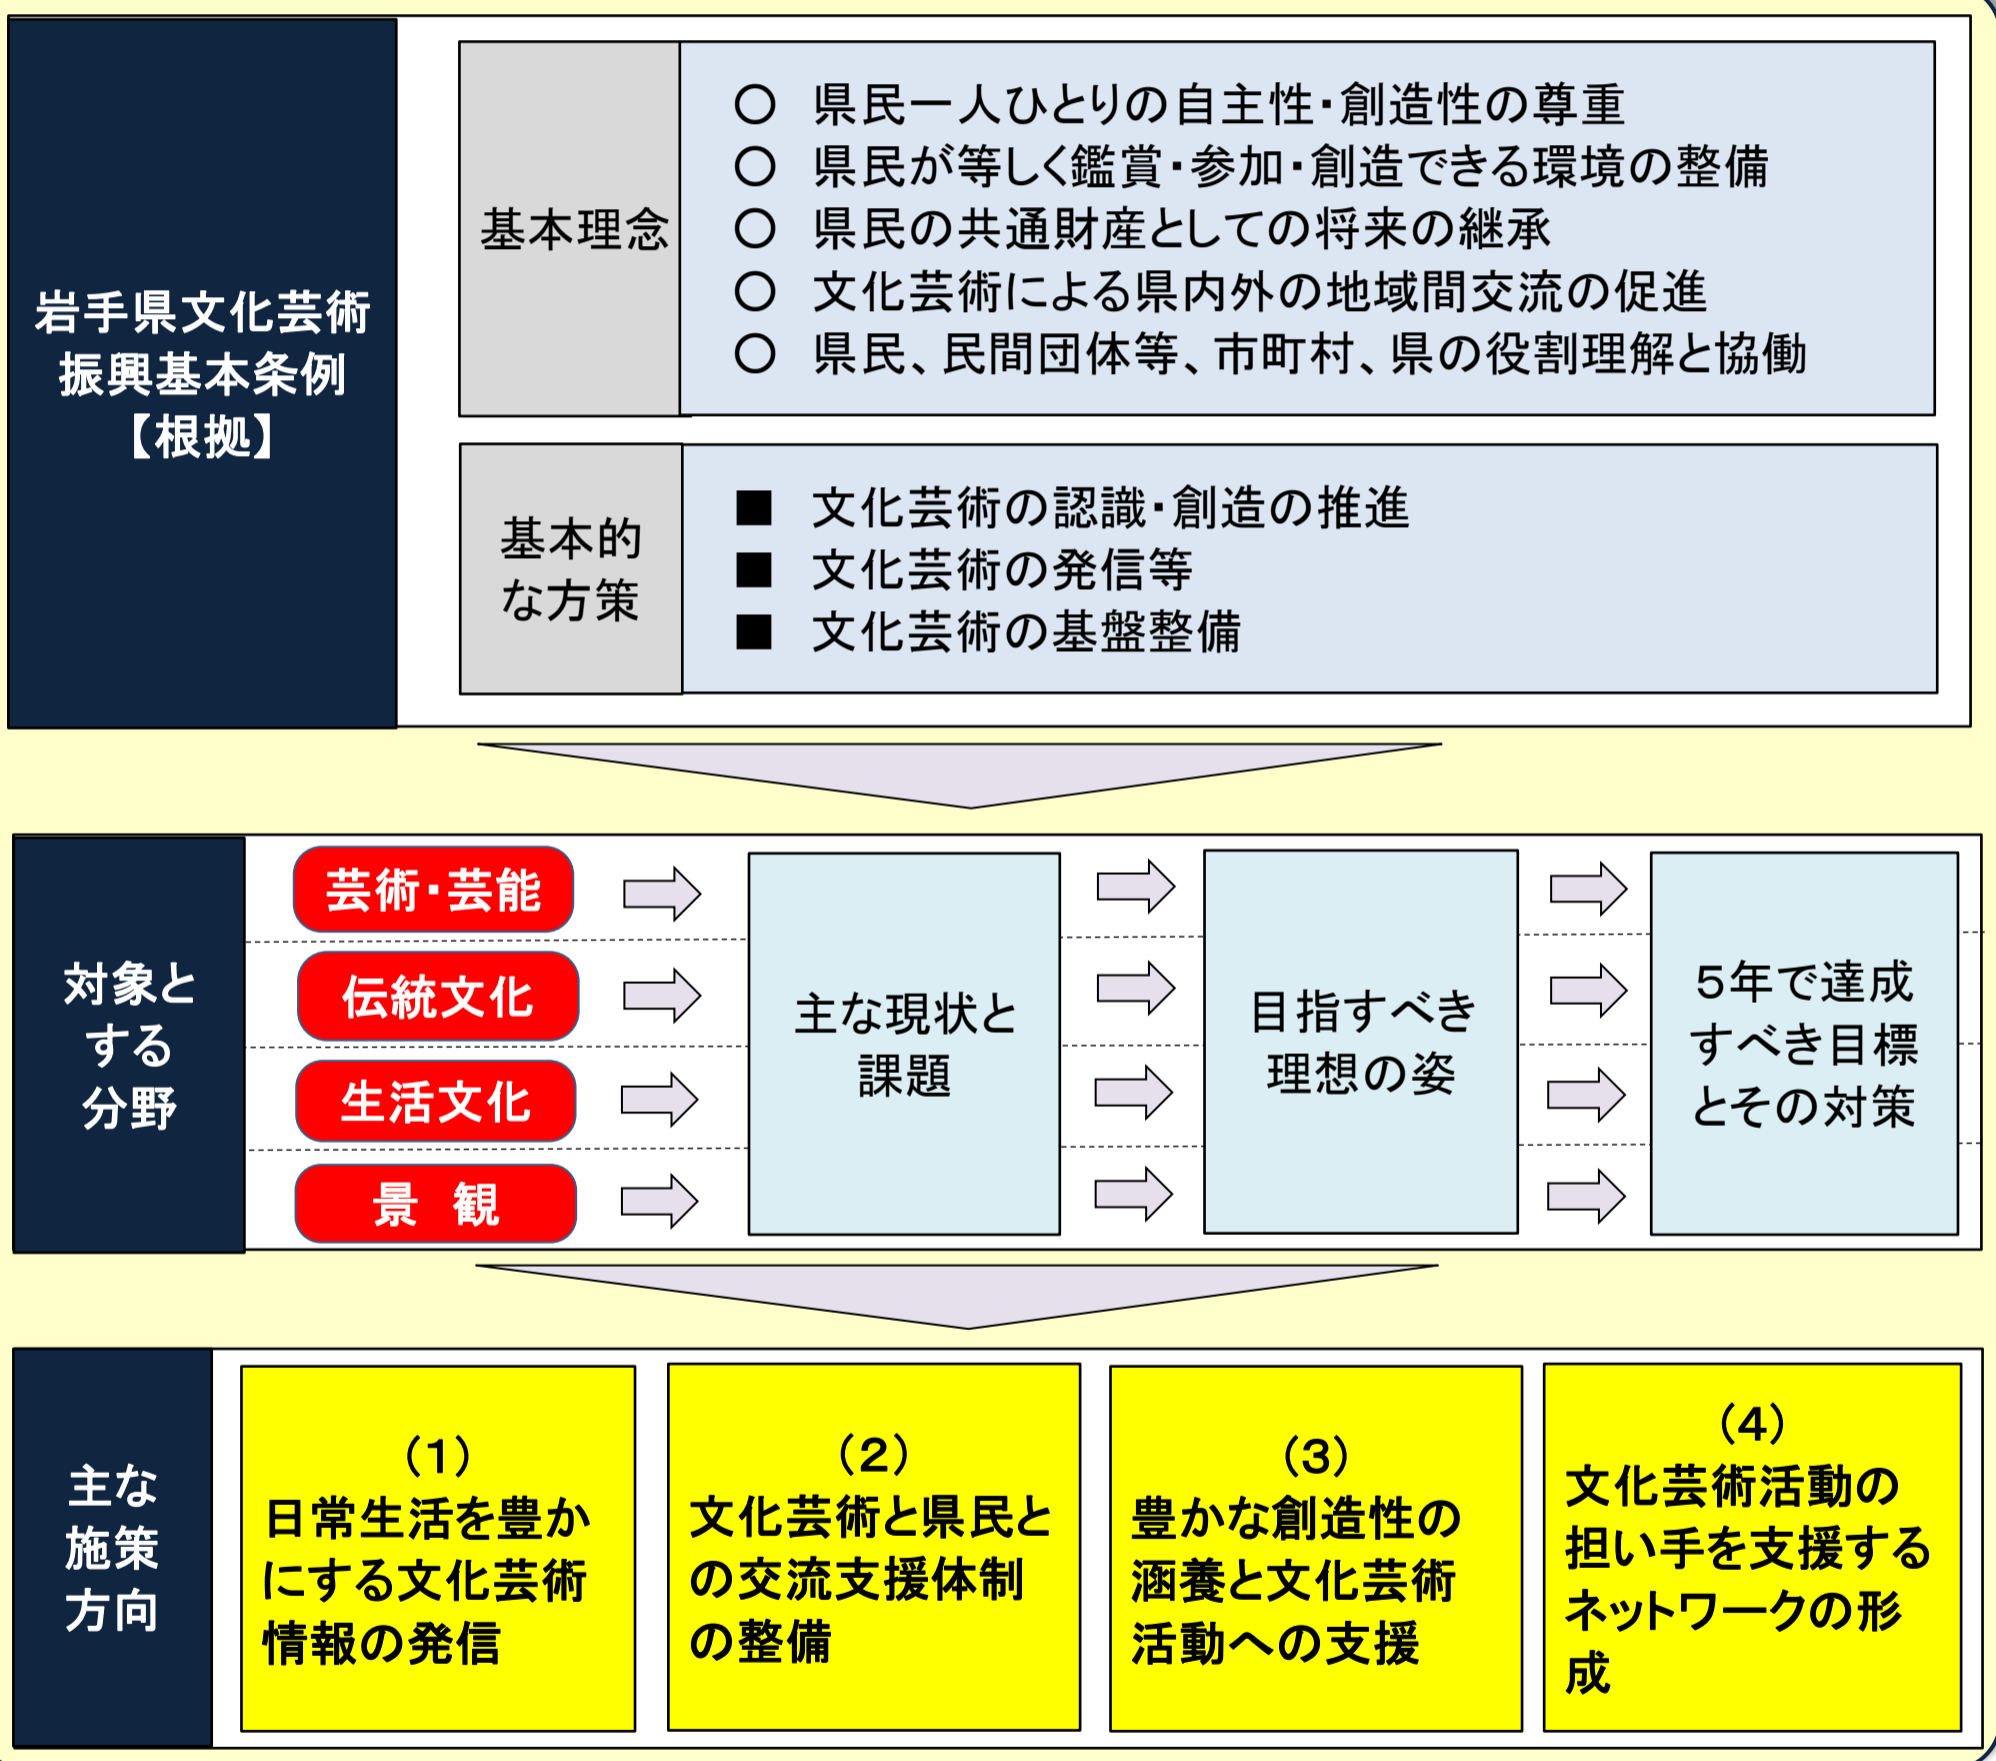 岩手県文化芸術
振興基本条例
【根拠】
基本理念
○ 県民一人ひとりの自主性・創造性の尊重
○ 県民が等しく鑑賞・参加・創造できる環境の整備
○ 県民の共通財産としての将来の継承
○ 文化芸術による県内外の地域間交流の促進
○ 県民、民間団体等、市町村、県の役割理解と協働
基本的
な方策
■ 文化芸術の認識・創造の推進
■ 文化芸術の発信等
■ 文化芸術の基盤整備
対象と
する
分野
芸術・芸能
伝統文化
生活文化
景　観
主な現状と
課題
目指すべき
理想の姿
５年で達成
すべき目標
とその対策
主な
施策
方向
（１）
日常生活を豊か
にする文化芸術
情報の発信
（２）
文化芸術と県民と
の交流支援体制
の整備
（３）
豊かな創造性の
涵養と文化芸術
活動への支援
（４）
文化芸術活動の
担い手を支援する
ネットワークの形
成